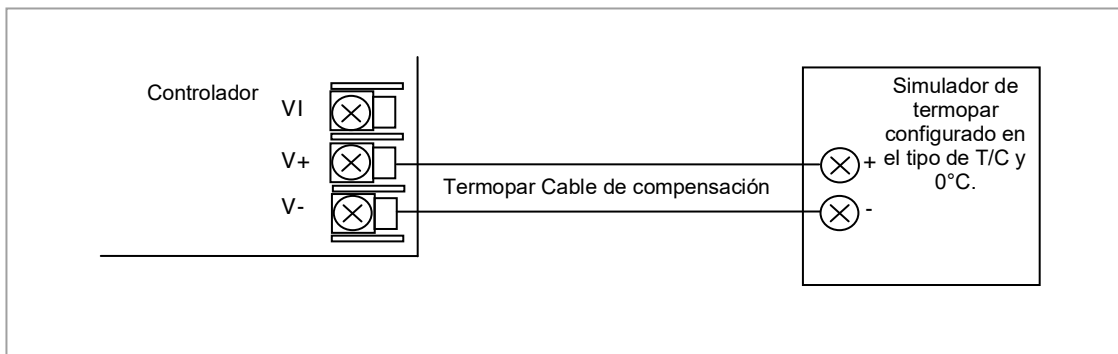 Controlador
VI
V+
V-
Termopar Cable de compensación
Simulador de
termopar
configurado en
el tipo de T/C y
0°C.
+
-